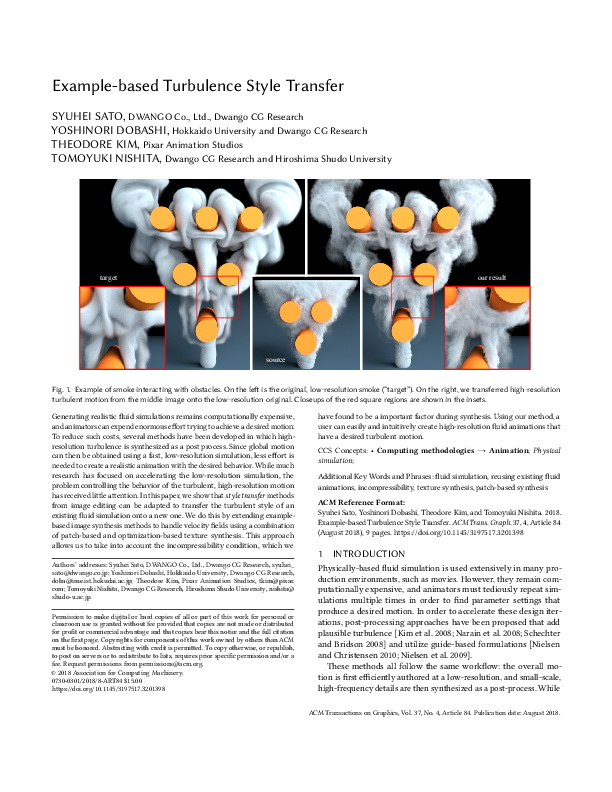 Example-based Turbulence Style Transfer
SYUHEI SATO, DWANGO Co., Ltd., Dwango CG Research
YOSHINORI DOBASHI, Hokkaido University and Dwango CG Research
THEODORE KIM, Pixar Animation Studios
TOMOYUKI NISHITA, Dwango CG Research and Hiroshima Shudo University
target
source
our result
Fig. 1. Example of smoke interacting with obstacles. On the left is the original, low-resolution smoke ("target"). On the right, we transferred high-resolution
turbulent motion from the middle image onto the low-resolution original. Closeups of the red square regions are shown in the insets.
Generating realistic fluid simulations remains computationally expensive,
and animators can expend enormous effort trying to achieve a desired motion.
To reduce such costs, several methods have been developed in which high-
resolution turbulence is synthesized as a post process. Since global motion
can then be obtained using a fast, low-resolution simulation, less effort is
needed to create a realistic animation with the desired behavior. While much
research has focused on accelerating the low-resolution simulation, the
problem controlling the behavior of the turbulent, high-resolution motion
has received little attention. In this paper, we show that style transfer methods
from image editing can be adapted to transfer the turbulent style of an
existing fluid simulation onto a new one. We do this by extending example-
based image synthesis methods to handle velocity fields using a combination
of patch-based and optimization-based texture synthesis. This approach
allows us to take into account the incompressibility condition, which we
Authors' addresses: Syuhei Sato, DWANGO Co., Ltd., Dwango CG Research, syuhei_
sato@dwango.co.jp; Yoshinori Dobashi, Hokkaido University, Dwango CG Research,
doba@ime.ist.hokudai.ac.jp; Theodore Kim, Pixar Animation Studios, tkim@pixar.
com; Tomoyuki Nishita, Dwango CG Research, Hiroshima Shudo University, nishita@
shudo-u.ac.jp.
Permission to make digital or hard copies of all or part of this work for personal or
classroom use is granted without fee provided that copies are not made or distributed
for profit or commercial advantage and that copies bear this notice and the full citation
on the first page. Copyrights for components of this work owned by others than ACM
must be honored. Abstracting with credit is permitted. To copy otherwise, or republish,
to post on servers or to redistribute to lists, requires prior specific permission and/or a
fee. Request permissions from permissions@acm.org.
© 2018 Association for Computing Machinery.
0730-0301/2018/8-ART84 $15.00
https://doi.org/10.1145/3197517.3201398
have found to be a important factor during synthesis. Using our method, a
user can easily and intuitively create high-resolution fluid animations that
have a desired turbulent motion.
CCS Concepts: • Computing methodologies → Animation; Physical
simulation;
Additional Key Words and Phrases: fluid simulation, reusing existing fluid
animations, incompressibility, texture synthesis, patch-based synthesis
ACM Reference Format:
Syuhei Sato, Yoshinori Dobashi, Theodore Kim, and Tomoyuki Nishita. 2018.
Example-based Turbulence Style Transfer. ACM Trans. Graph. 37, 4, Article 84
(August 2018), 9 pages. https://doi.org/10.1145/3197517.3201398
1 INTRODUCTION
Physically-based fluid simulation is used extensively in many pro-
duction environments, such as movies. However, they remain com-
putationally expensive, and animators must tediously repeat sim-
ulations multiple times in order to find parameter settings that
produce a desired motion. In order to accelerate these design iter-
ations, post-processing approaches have been proposed that add
plausible turbulence [Kim et al. 2008; Narain et al. 2008; Schechter
and Bridson 2008] and utilize guide-based formulations [Nielsen
and Christensen 2010; Nielsen et al. 2009].
These methods all follow the same workflow: the overall mo-
tion is first efficiently authored at a low-resolution, and small-scale,
high-frequency details are then synthesized as a post-process. While
ACM Transactions on Graphics, Vol. 37, No. 4, Article 84. Publication date: August 2018.